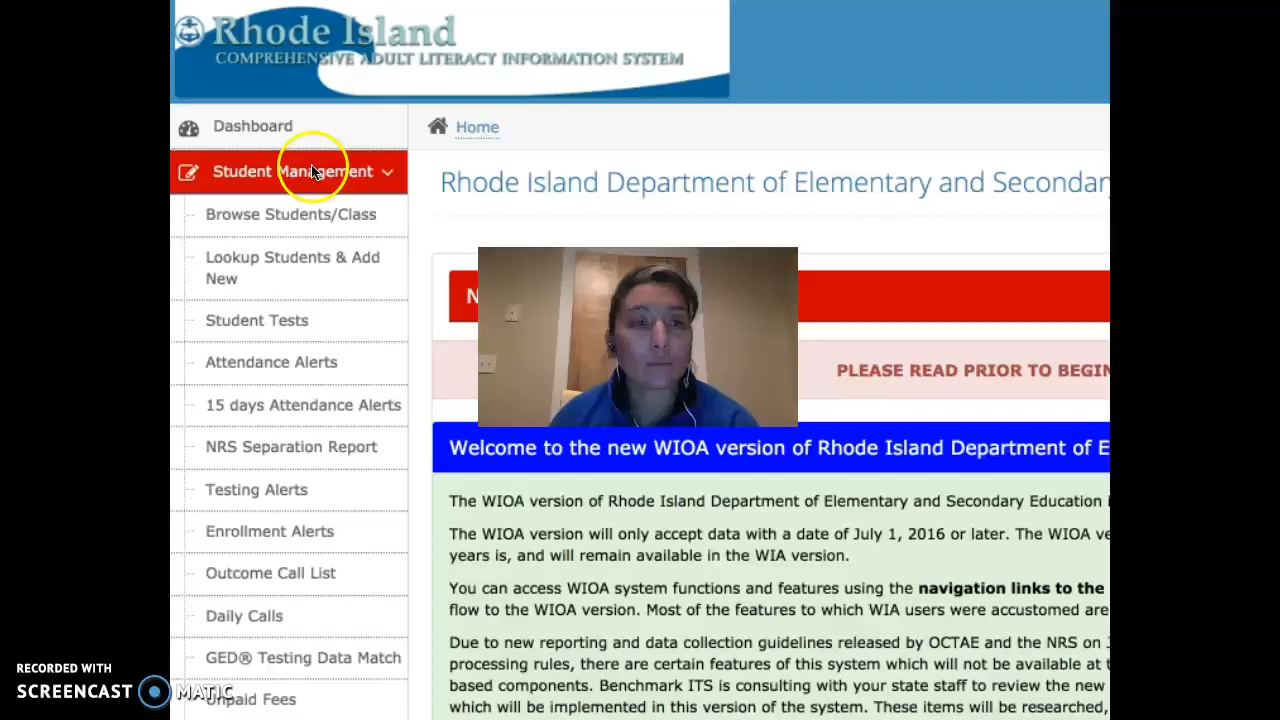 Rhode Island
COMPREHENSIVE ADULT LITERACY INFORMATION SYSTEM
Dashboard
Student Management
Browse Students/Class
Lookup Students & Add
New
Student Tests
Attendance Alerts
15 days Attendance Alerts
NRS Separation Report
Testing Alerts
Enrollment Alerts
Outcome Call List
Daily Calls
GED® Testing Data Match
Unpaid Fees
Home
Rhode Island Department of Elementary and Secondar
N
PLEASE READ PRIOR TO BEGIN
Welcome to the new WIOA version of Rhode Island Department of E
The WIOA version of Rhode Island Department of Elementary and Secondary Education i
The WIOA version will only accept data with a date of July 1, 2016 or later. The WIOA ve
years is, and will remain available in the WIA version.
You can access WIOA system functions and features using the navigation links to the
flow to the WIOA version. Most of the features to which WIA users were accustomed are
Due to new reporting and data collection guidelines released by OCTAE and the NRS on
processing rules, there are certain features of this system which will not be available at t
based components. Benchmark ITS is consulting with your state staff to review the new
which will be implemented in this version of the system. These items will be researched,
RECORDED WITH
SCREENCAST MATIC